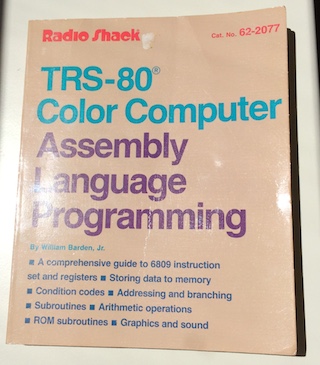 Radio Shack Cat. No. 62-2077
TRS-80®
Color Computer
Assembly
Language
Programming
By William Barden, Jr.
■ A comprehensive guide to 6809 instruction
set and registers ■ Storing data to memory
■ Condition codes ■ Addressing and branching
■ Subroutines ■ Arithmetic operations
■ ROM subroutines ■ Graphics and sound